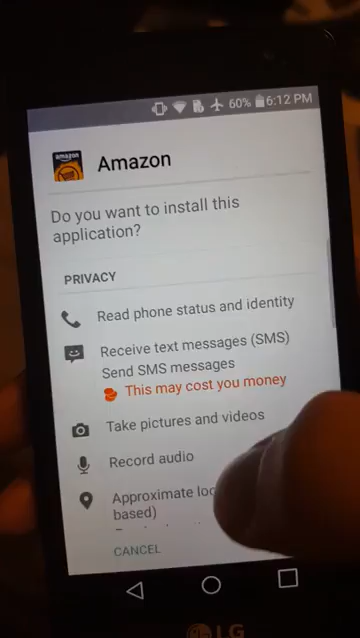 60% 6:12 PM
amazon
Amazon
Do you want to install this
application?
PRIVACY
Read phone status and identity
Receive text messages (SMS)
Send SMS messages
This may cost you money
Take pictures and videos
Record audio
Approximate
based)
CANCEL
LG